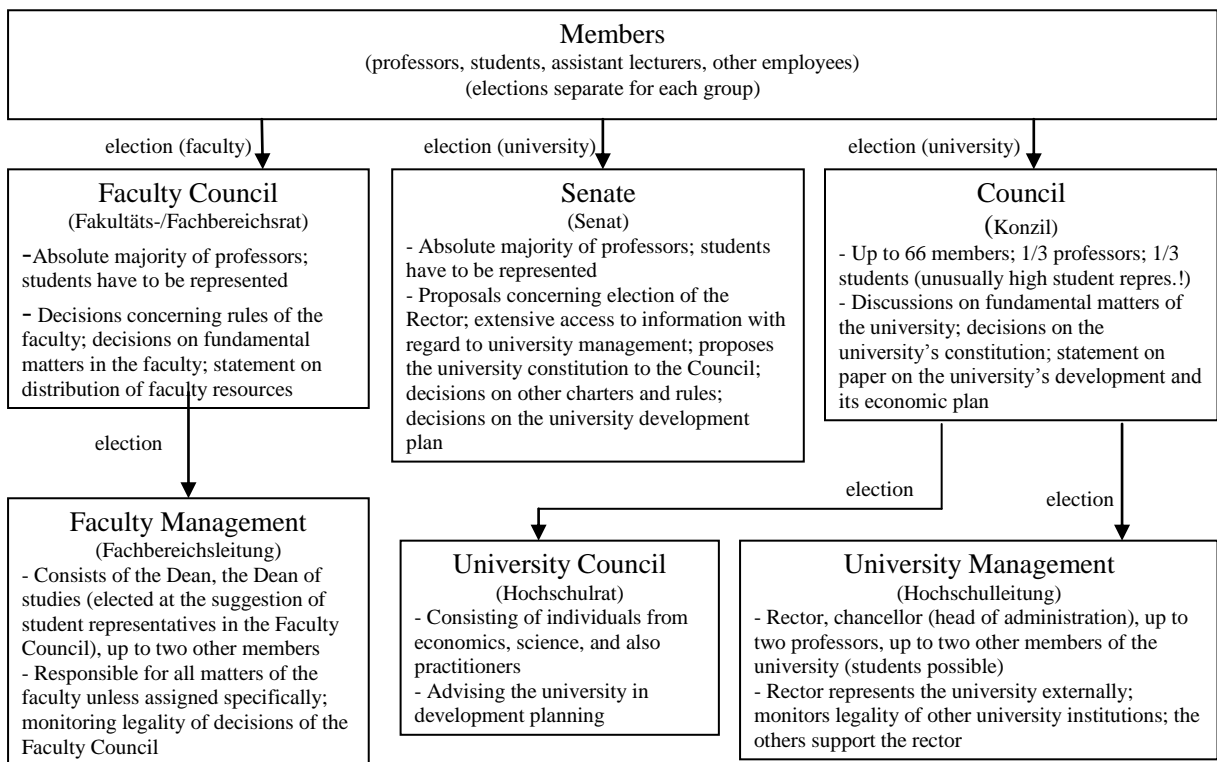 Members
(professors, students, assistant lecturers, other employees)
(elections separate for each group)
election (faculty)
election (university)
election (university)
Faculty Council
(Fakultäts-/Fachbereichsrat)
-Absolute majority of professors;
students have to be represented
- Decisions concerning rules of the
faculty; decisions on fundamental
matters in the faculty; statement on
distribution of faculty resources
Senate
(Senat)
- Absolute majority of professors; students
have to be represented
- Proposals concerning election of the
Rector; extensive access to information with
regard to university management; proposes
the university constitution to the Council;
decisions on other charters and rules;
decisions on the university development
plan
Council
(Konzil)
- Up to 66 members; 1/3 professors; 1/3
students (unusually high student repres.!)
- Discussions on fundamental matters of
the university; decisions on the
university’s constitution; statement on
paper on the university’s development and
its economic plan
election
election
election
Faculty Management
(Fachbereichsleitung)
- Consists of the Dean, the Dean of
studies (elected at the suggestion of
student representatives in the Faculty
Council), up to two other members
- Responsible for all matters of the
faculty unless assigned specifically;
monitoring legality of decisions of the
Faculty Council
University Council
(Hochschulrat)
- Consisting of individuals from
economics, science, and also
practitioners
- Advising the university in
development planning
University Management
(Hochschulleitung)
- Rector, chancellor (head of administration), up to
two professors, up to two other members of the
university (students possible)
- Rector represents the university externally;
monitors legality of other university institutions; the
others support the rector